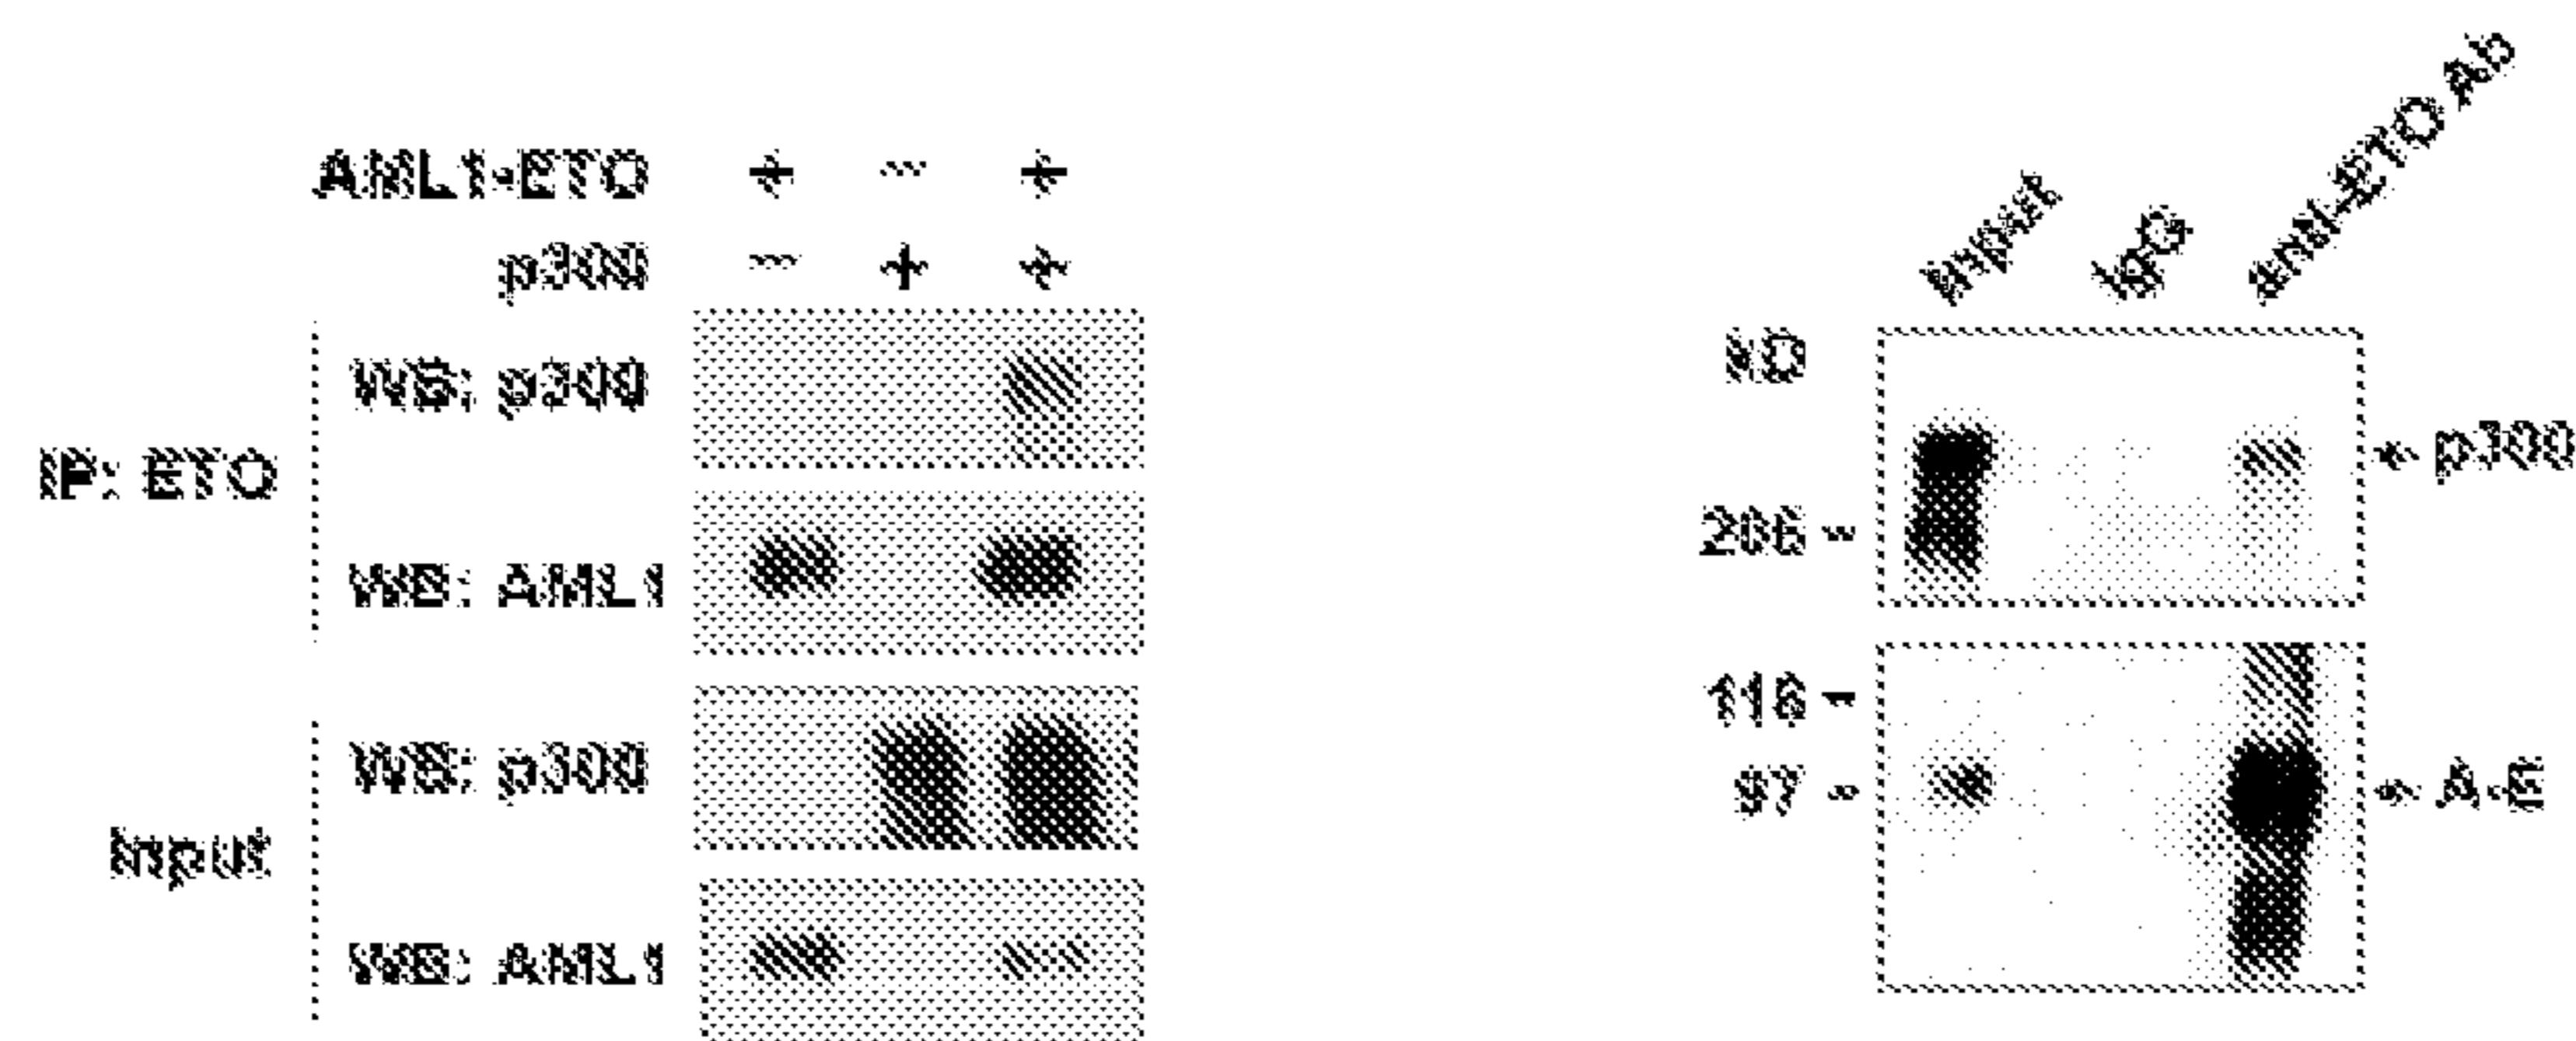 AML1-ETO + - +
p300 - + +
IP: ETO
WB: p300
WB: AML1
Input
WB: p300
WB: AML1
Input IgG anti-ETO Ab
kD
206 -
116 -
97 -
p300
A-E